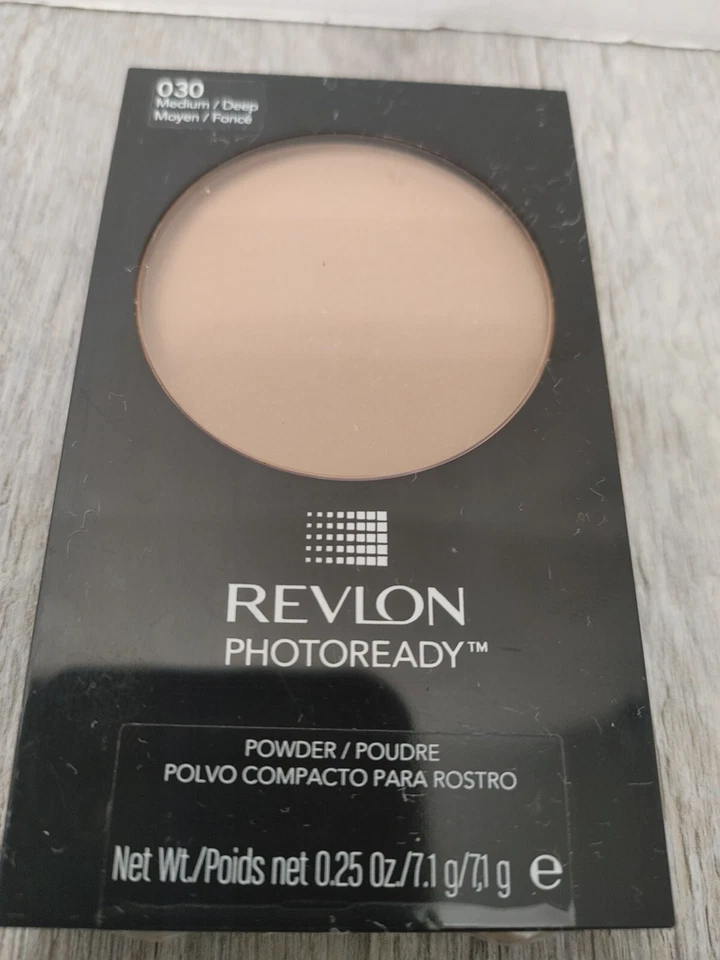 030
Medium / Deep
Moyen / Foncé
REVLON
PHOTOREADY™
POWDER / POUDRE
POLVO COMPACTO PARA ROSTRO
Net Wt./Poids net 0.25 Oz./7.1 g/7,1 g ℮